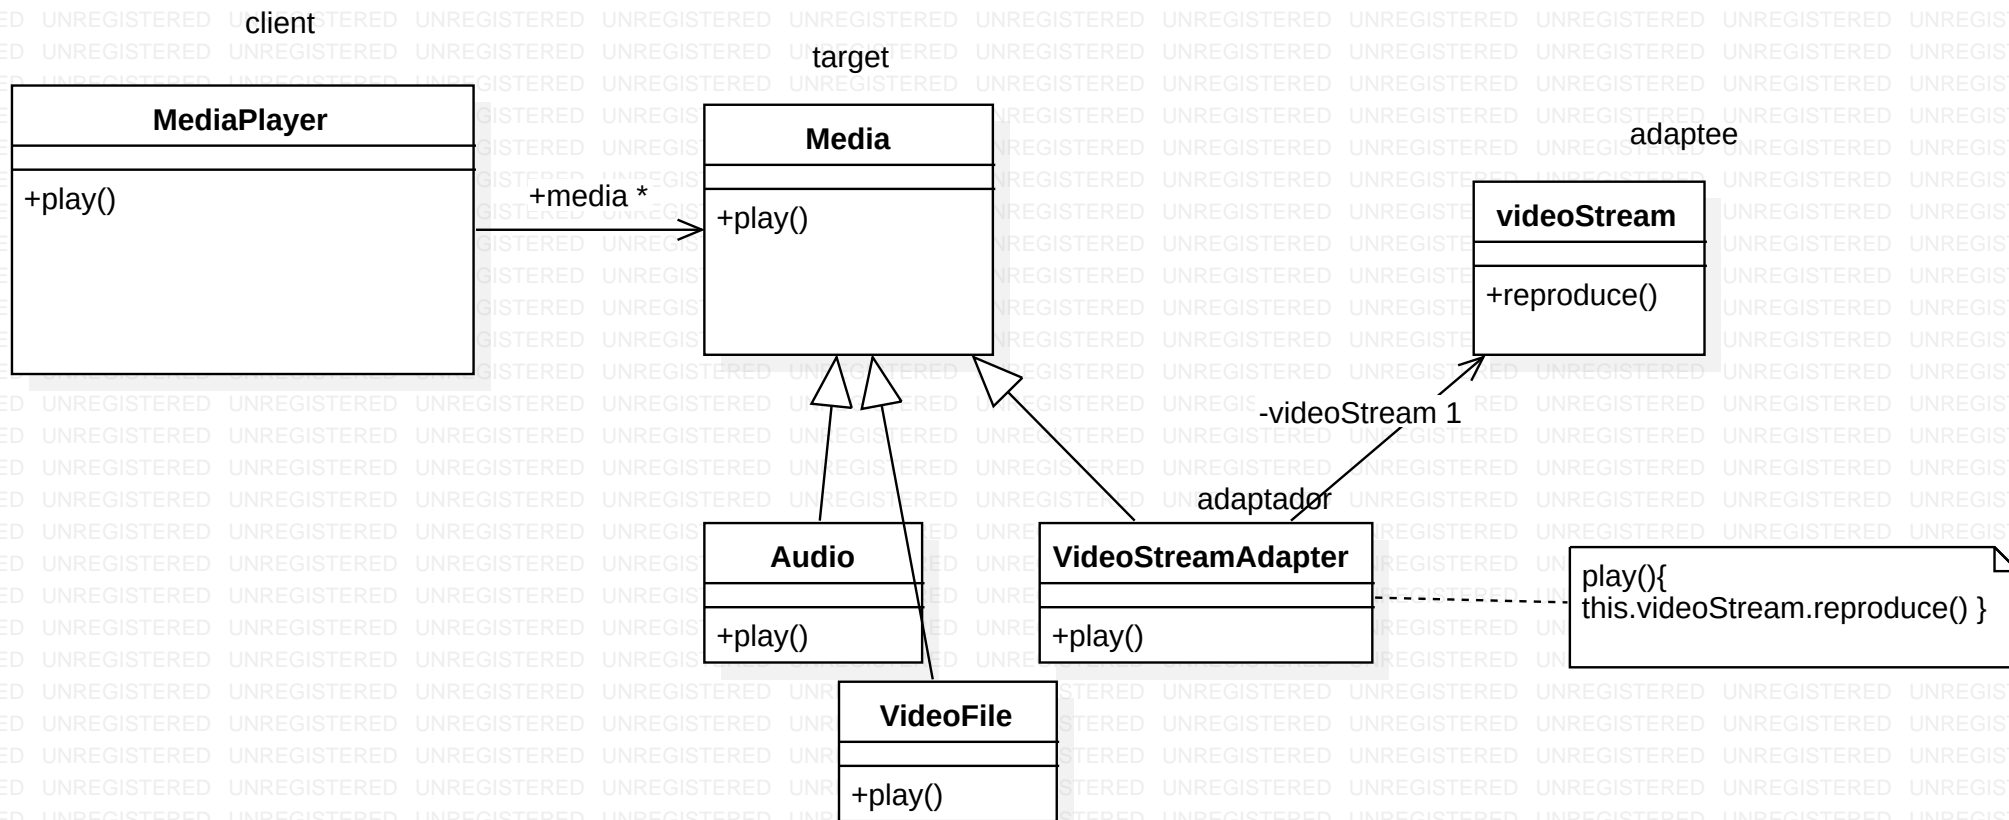 client
target
adaptee
MediaPlayer
+play()
+media *
Media
+play()
videoStream
+reproduce()
-videoStream 1
adaptador
Audio
+play()
VideoStreamAdapter
+play()
play(){
this.videoStream.reproduce() }
VideoFile
+play()
UNREGISTERED